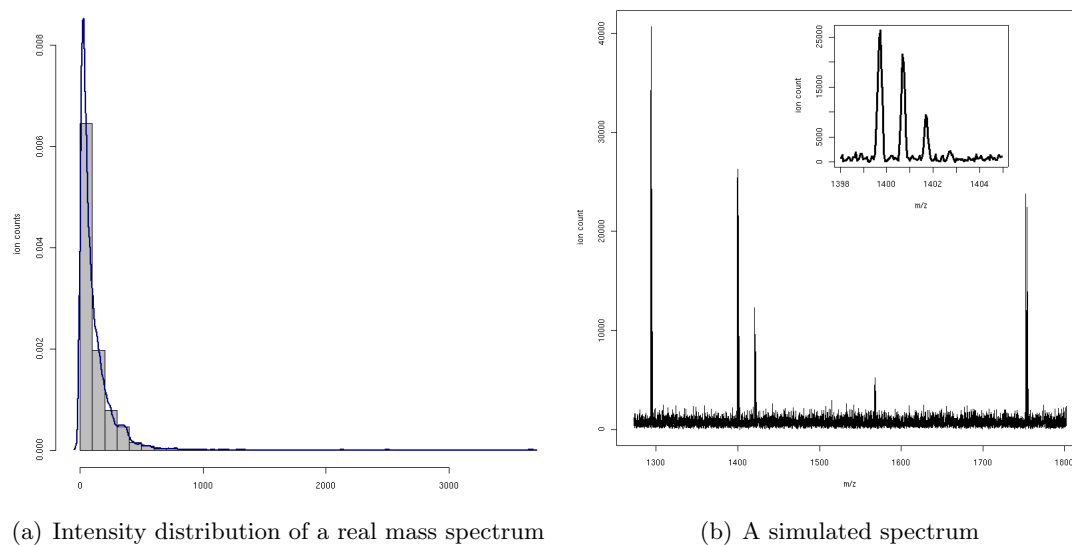 ion counts
0.008
0.006
0.004
0.002
0.000
0 1000 2000 3000
(a) Intensity distribution of a real mass spectrum
ion count
40000
30000
20000
10000
0
1300 1400 1500 1600 1700 1800
m/z
ion count
25000
15000
5000
0
1398 1400 1402 1404
m/z
(b) A simulated spectrum